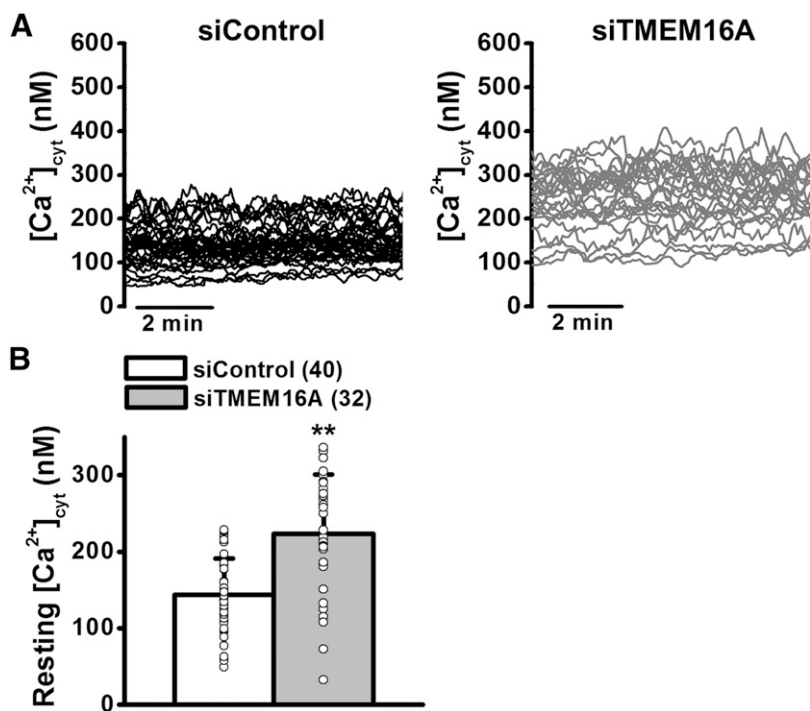 A
siControl
siTMEM16A
[Ca²⁺]cyt (nM)
600
500
400
300
200
100
0
2 min
[Ca²⁺]cyt (nM)
600
500
400
300
200
100
0
2 min
B
siControl (40)
siTMEM16A (32)
Resting [Ca²⁺]cyt (nM)
300
200
100
0
**